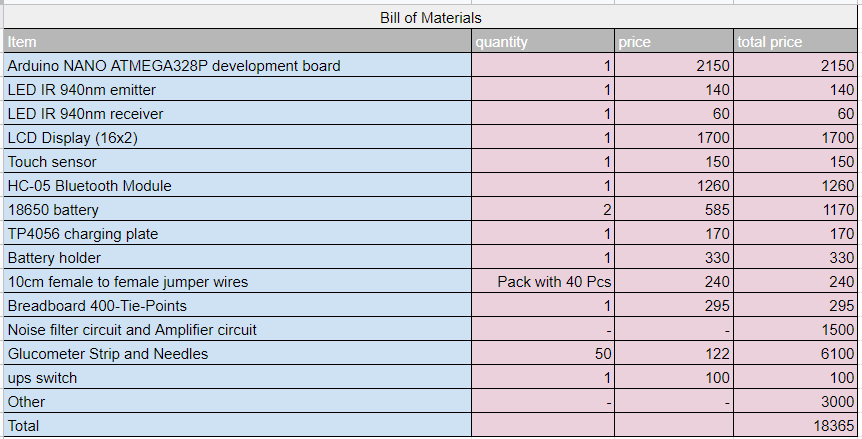 Bill of Materials
Item quantity price total price
Arduino NANO ATMEGA328P development board 1 2150 2150
LED IR 940nm emitter 1 140 140
LED IR 940nm receiver 1 60 60
LCD Display (16x2) 1 1700 1700
Touch sensor 1 150 150
HC-05 Bluetooth Module 1 1260 1260
18650 battery 2 585 1170
TP4056 charging plate 1 170 170
Battery holder 1 330 330
10cm female to female jumper wires Pack with 40 Pcs 240 240
Breadboard 400-Tie-Points 1 295 295
Noise filter circuit and Amplifier circuit - - 1500
Glucometer Strip and Needles 50 122 6100
ups switch 1 100 100
Other - - 3000
Total 18365